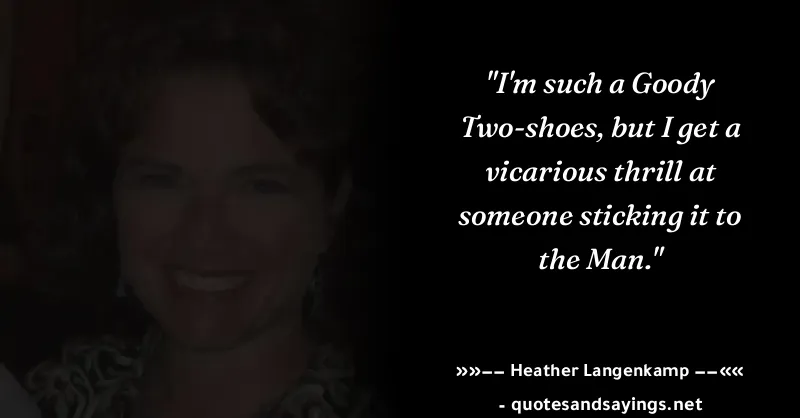 "I'm such a Goody
Two-shoes, but I get a
vicarious thrill at
someone sticking it to
the Man."
»»−− Heather Langenkamp −−««
- quotesandsayings.net